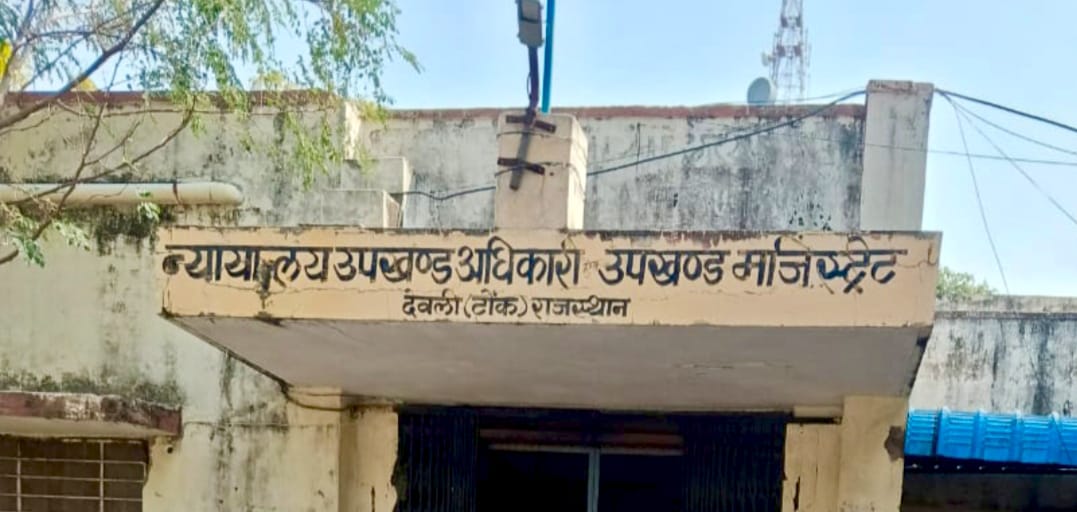 न्यायालय उपखण्ड अधिकारी उपखण्ड मजिस्ट्रेट
देवली (टोंक) राजस्थान